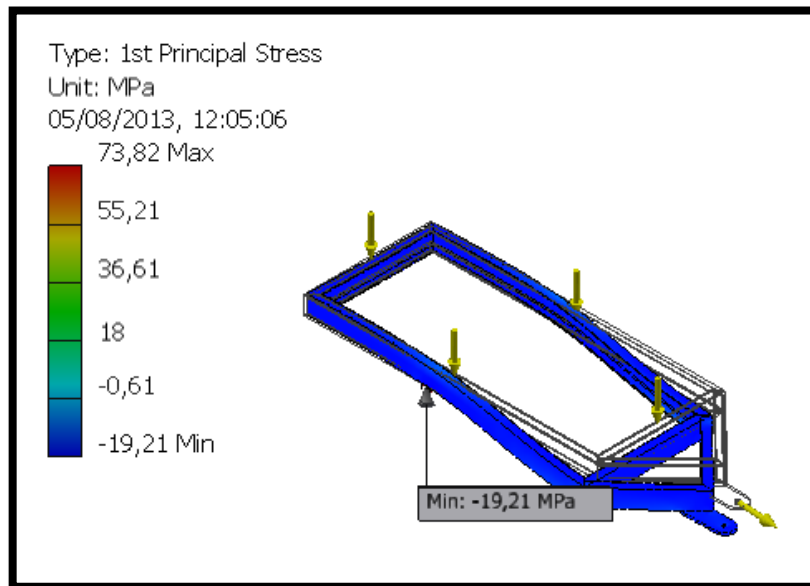 Type: 1st Principal Stress
Unit: MPa
05/08/2013, 12:05:06
73,82 Max
55,21
36,61
18
-0,61
-19,21 Min
Min: -19,21 MPa